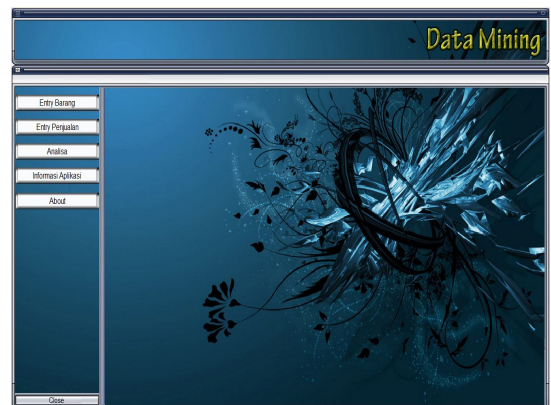 Data Mining
Entry Barang
Entry Penjualan
Analisa
Informasi Aplikasi
About
Close